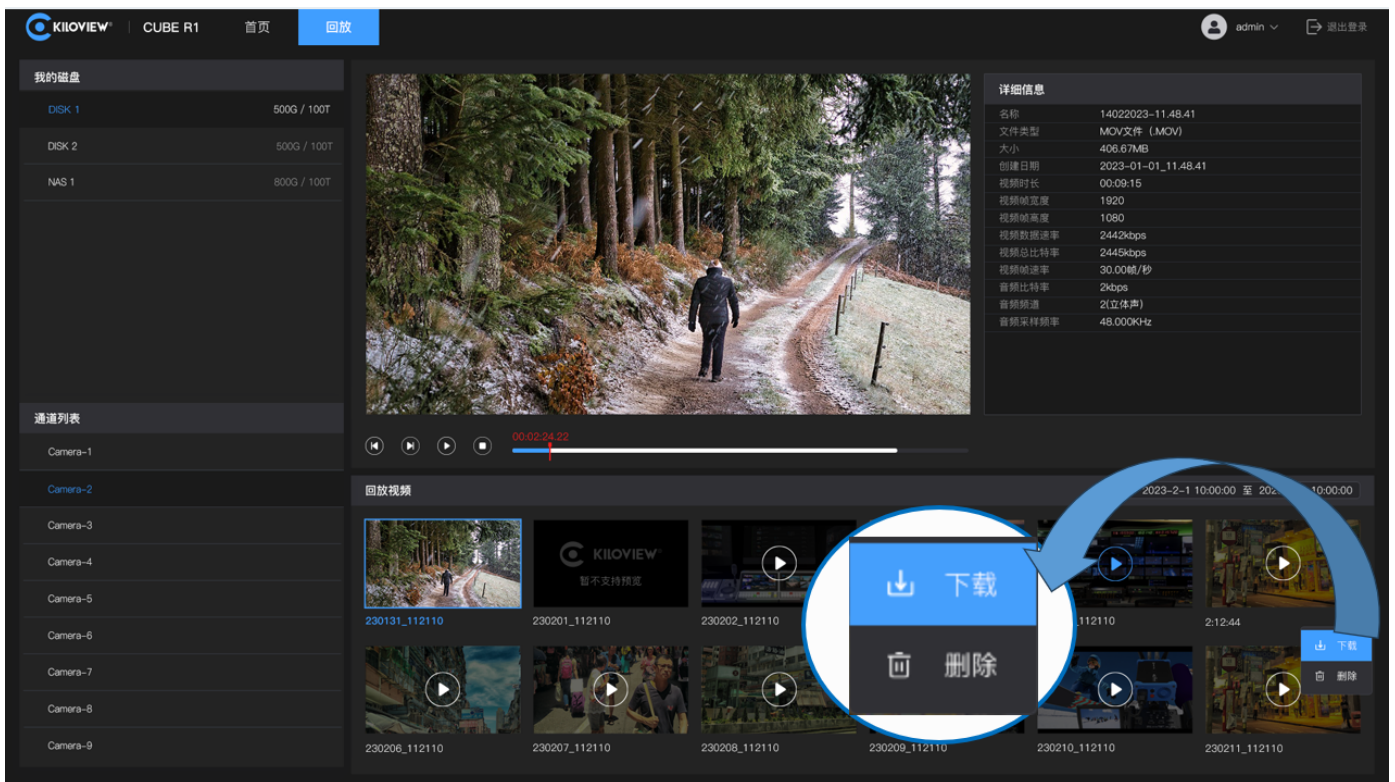 KILOVIEW® CUBE R1 首页 回放 admin 退出登录
我的磁盘
DISK 1 500G / 100T
DISK 2 500G / 100T
NAS 1 800G / 100T
详细信息
名称 14022023-11.48.41
文件类型 MOV文件 (.MOV)
大小 406.67MB
创建日期 2023-01-01_11.48.41
视频时长 00:09:15
视频帧宽度 1920
视频帧高度 1080
视频数据速率 2442kbps
视频总比特率 2445kbps
视频帧速率 30.00帧/秒
音频比特率 2kbps
音频频道 2(立体声)
音频采样频率 48.000KHz
00:02:24.22
通道列表
Camera-1
Camera-2
Camera-3
Camera-4
Camera-5
Camera-6
Camera-7
Camera-8
Camera-9
回放视频 2023-2-1 10:00:00 至 202 10:00:00
KILOVIEW®
暂不支持预览
230131_112110 230201_112110 230202_112110 112110 2:12:44
下载
删除
下载
删除
230206_112110 230207_112110 230208_112110 230209_112110 230210_112110 230211_112110